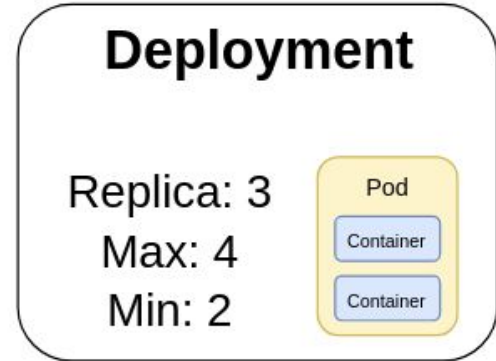 Deployment
Replica: 3
Max: 4
Min: 2
Pod
Container
Container